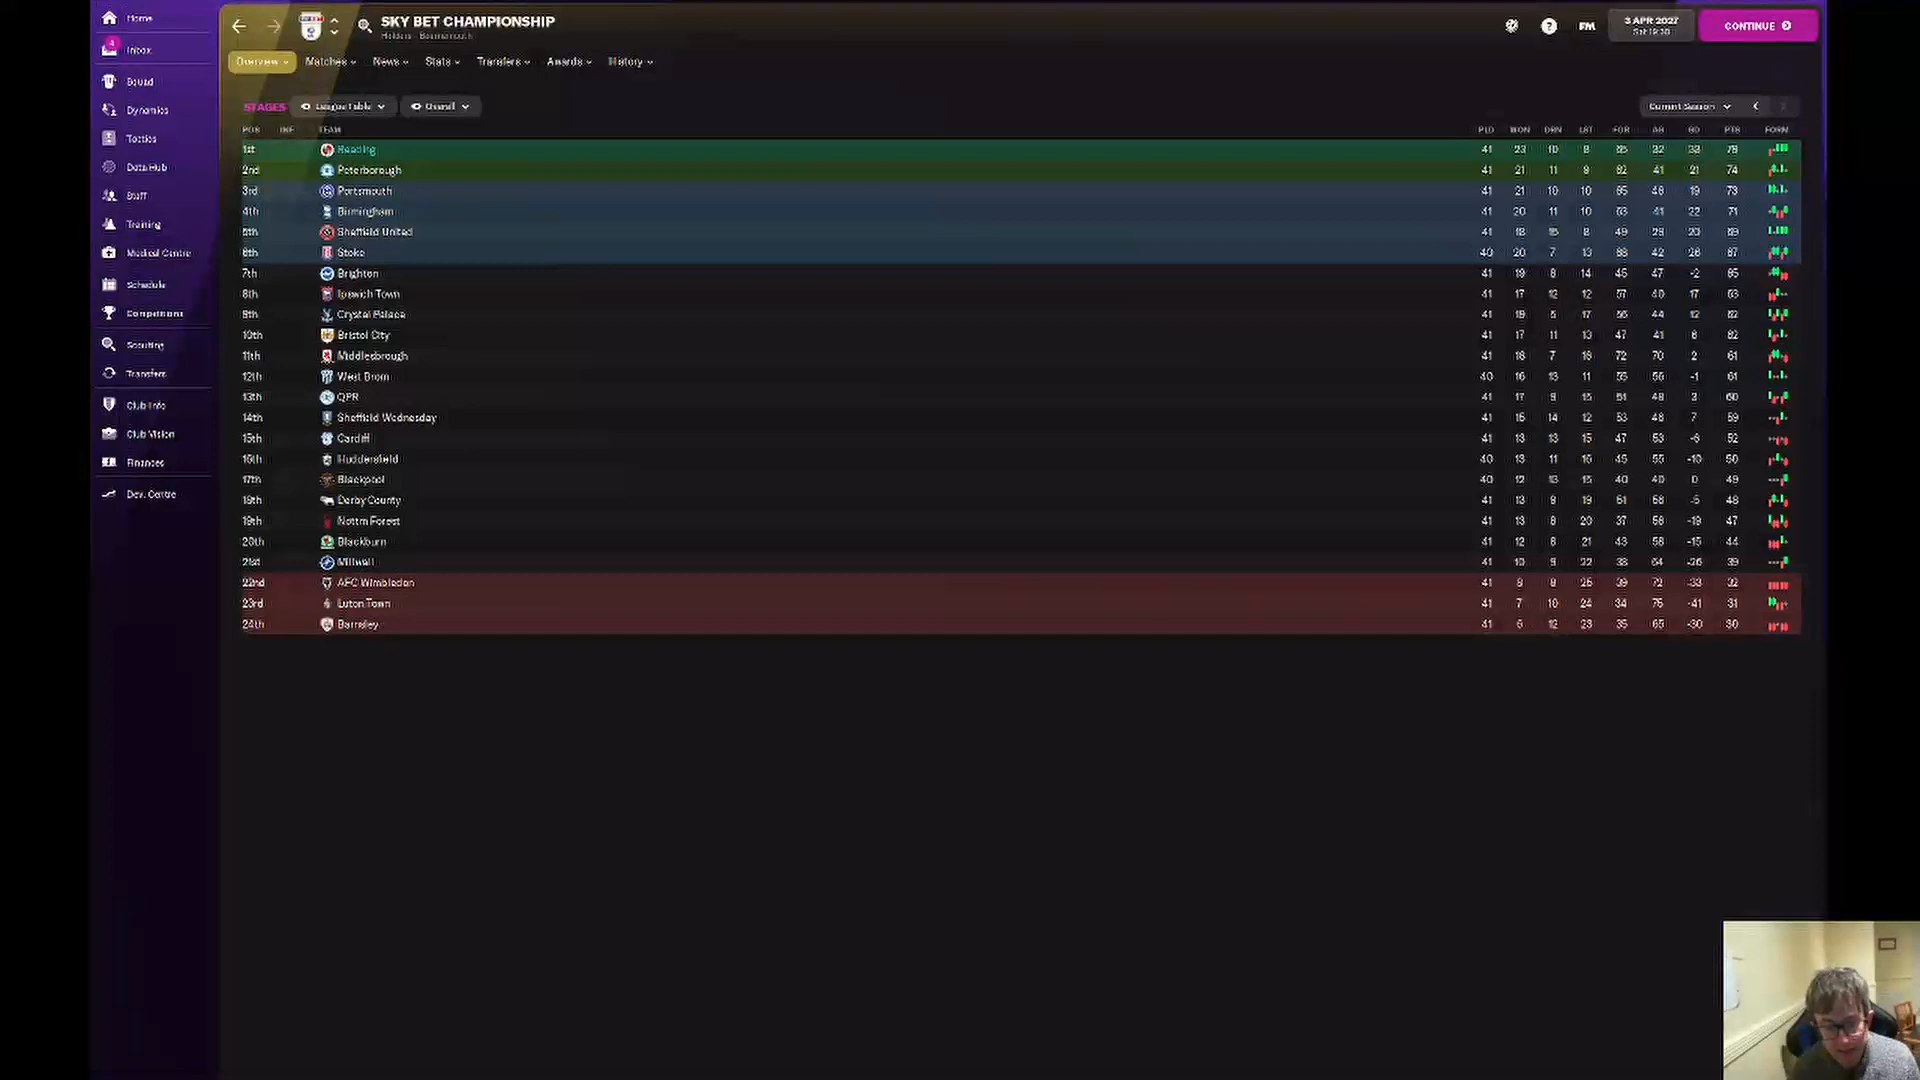 Home
Inbox
Squad
Dynamics
Tactics
Data Hub
Staff
Training
Medical Centre
Schedule
Competitions
Scouting
Transfers
Club Info
Club Vision
Finances
Dev. Centre
SKY BET CHAMPIONSHIP
Holders - Bournemouth
FM
3 APR 2027
Sat 19:30
CONTINUE
Overview Matches News Stats Transfers Awards History
STAGES League Table Overall Current Season
POS INF TEAM PLD WON DRN LST FOR AG GD PTS FORM
1st Reading 41 23 10 8 32 33 79
2nd Peterborough 41 21 11 9 62 41 21 74
3rd Portsmouth 41 21 10 10 65 46 19 73
4th Birmingham 41 20 11 10 63 41 22 71
5th Sheffield United 41 18 15 8 49 29 20 69
6th Stoke 40 20 7 13 68 42 26 67
7th Brighton 41 19 8 14 45 47 -2 65
8th Ipswich Town 41 17 12 12 57 40 17 63
9th Crystal Palace 41 19 5 17 56 44 12 62
10th Bristol City 41 17 11 13 47 41 6 62
11th Middlesbrough 41 18 7 16 72 70 2 61
12th West Brom 40 16 13 11 55 56 -1 61
13th QPR 41 17 9 15 51 48 3 60
14th Sheffield Wednesday 41 15 14 12 53 46 7 59
15th Cardiff 41 13 13 15 47 53 -6 52
16th Huddersfield 40 13 11 16 45 55 -10 50
17th Blackpool 40 12 13 15 40 40 0 49
18th Derby County 41 13 9 19 -5 48
19th Nottm Forest 41 13 8 20 37 56 -19 47
20th Blackburn 41 12 8 21 43 58 -15 44
21st Millwall 41 10 9 22 38 64 -26 39
22nd AFC Wimbledon 41 8 8 25 39 72 -33 32
23rd Luton Town 41 7 10 24 34 75 -41 31
24th Barnsley 41 6 12 23 35 65 -30 30